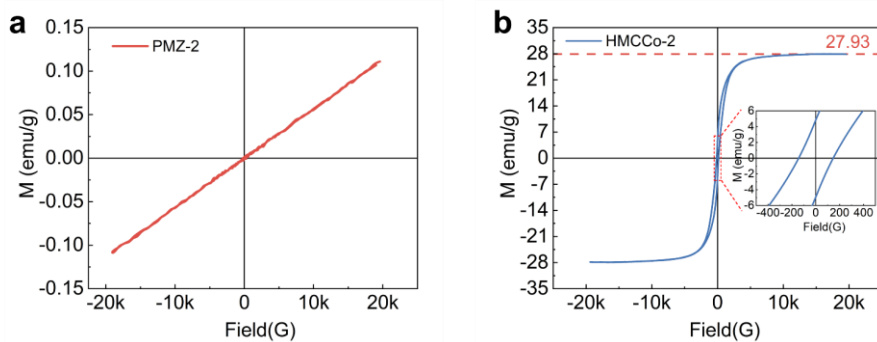 a
PMZ-2
M (emu/g)
0.15
0.10
0.05
0.00
-0.05
-0.10
-0.15
-20k -10k 0 10k 20k
Field(G)
b
HMCCo-2
27.93
M (emu/g)
35
28
21
14
7
0
-7
-14
-21
-28
-35
-20k -10k 0 10k 20k
Field(G)
M (emu/g)
6
4
2
0
-2
-4
-6
-400 -200 0 200 400
Field(G)